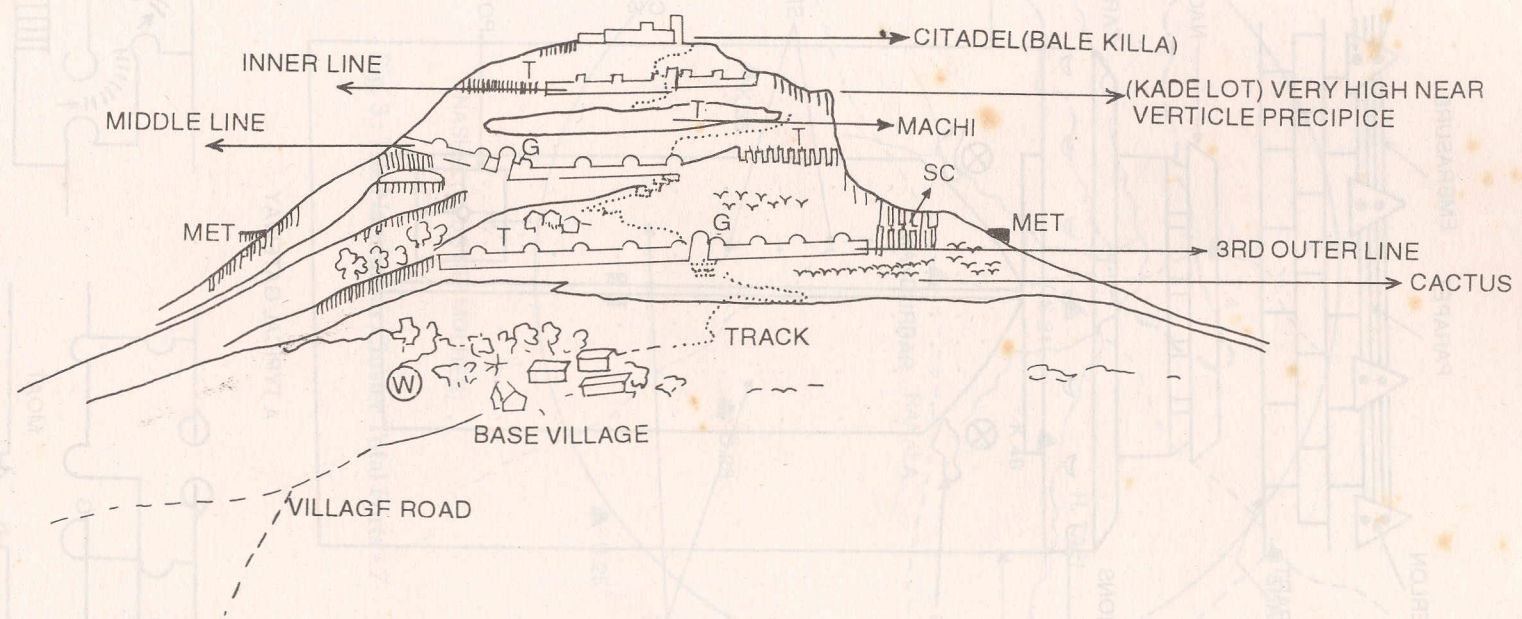 CITADEL(BALE KILLA)
INNER LINE
T
(KADE LOT) VERY HIGH NEAR
VERTICLE PRECIPICE
T
MACHI
MIDDLE LINE
T
G
SC
MET
G
MET
T
3RD OUTER LINE
CACTUS
TRACK
W
BASE VILLAGE
VILLAGE ROAD